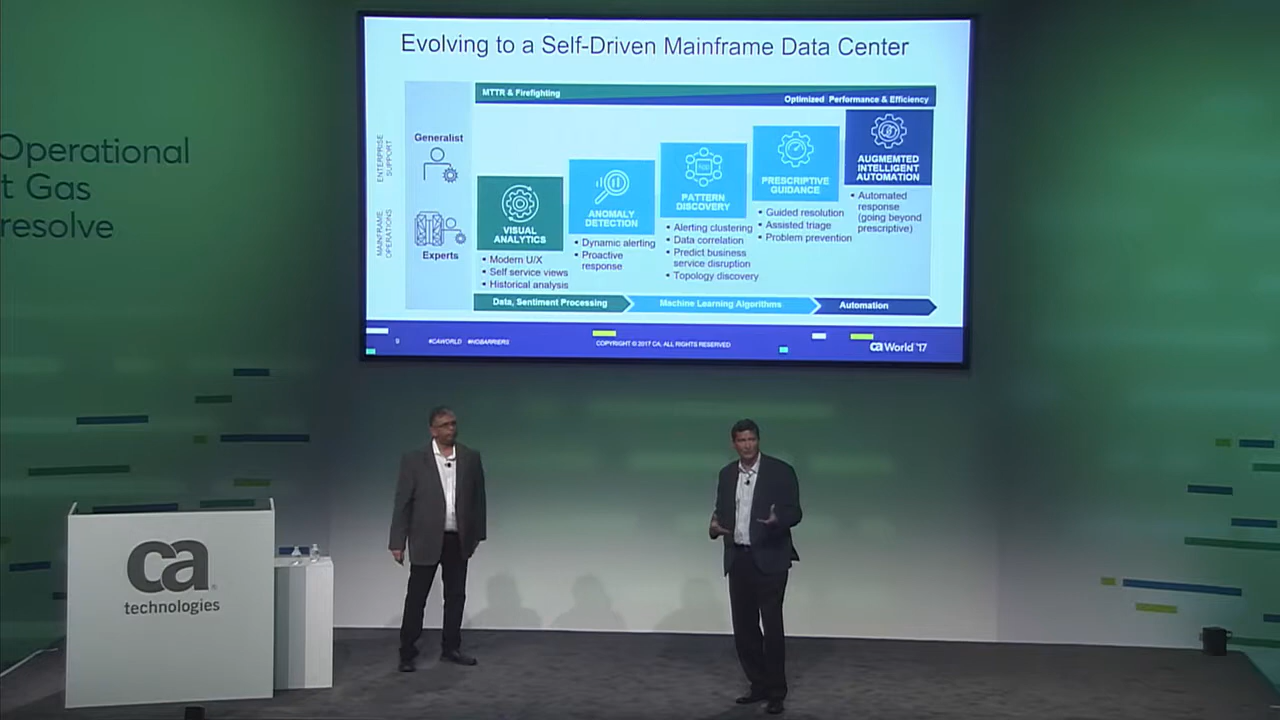 Operational
t Gas
resolve
Evolving to a Self-Driven Mainframe Data Center
MTTR & Firefighting
Optimized Performance & Efficiency
ENTERPRISE
SUPPORT
Generalist
MAINFRAME
OPERATIONS
Experts
VISUAL
ANALYTICS
• Modern U/X
• Self service views
• Historical analysis
ANOMALY
DETECTION
• Dynamic alerting
• Proactive
response
PATTERN
DISCOVERY
• Alerting clustering
• Data correlation
• Predict business
service disruption
• Topology discovery
PRESCRIPTIVE
GUIDANCE
• Guided resolution
• Assisted triage
• Problem prevention
AUGMEMTED
INTELLIGENT
AUTOMATION
• Automated
response
(going beyond
prescriptive)
Data, Sentiment Processing
Machine Learning Algorithms
Automation
9
#CAWORLD #NOBARRIERS
COPYRIGHT © 2017 CA, ALL RIGHTS RESERVED
ca World '17
ca
technologies